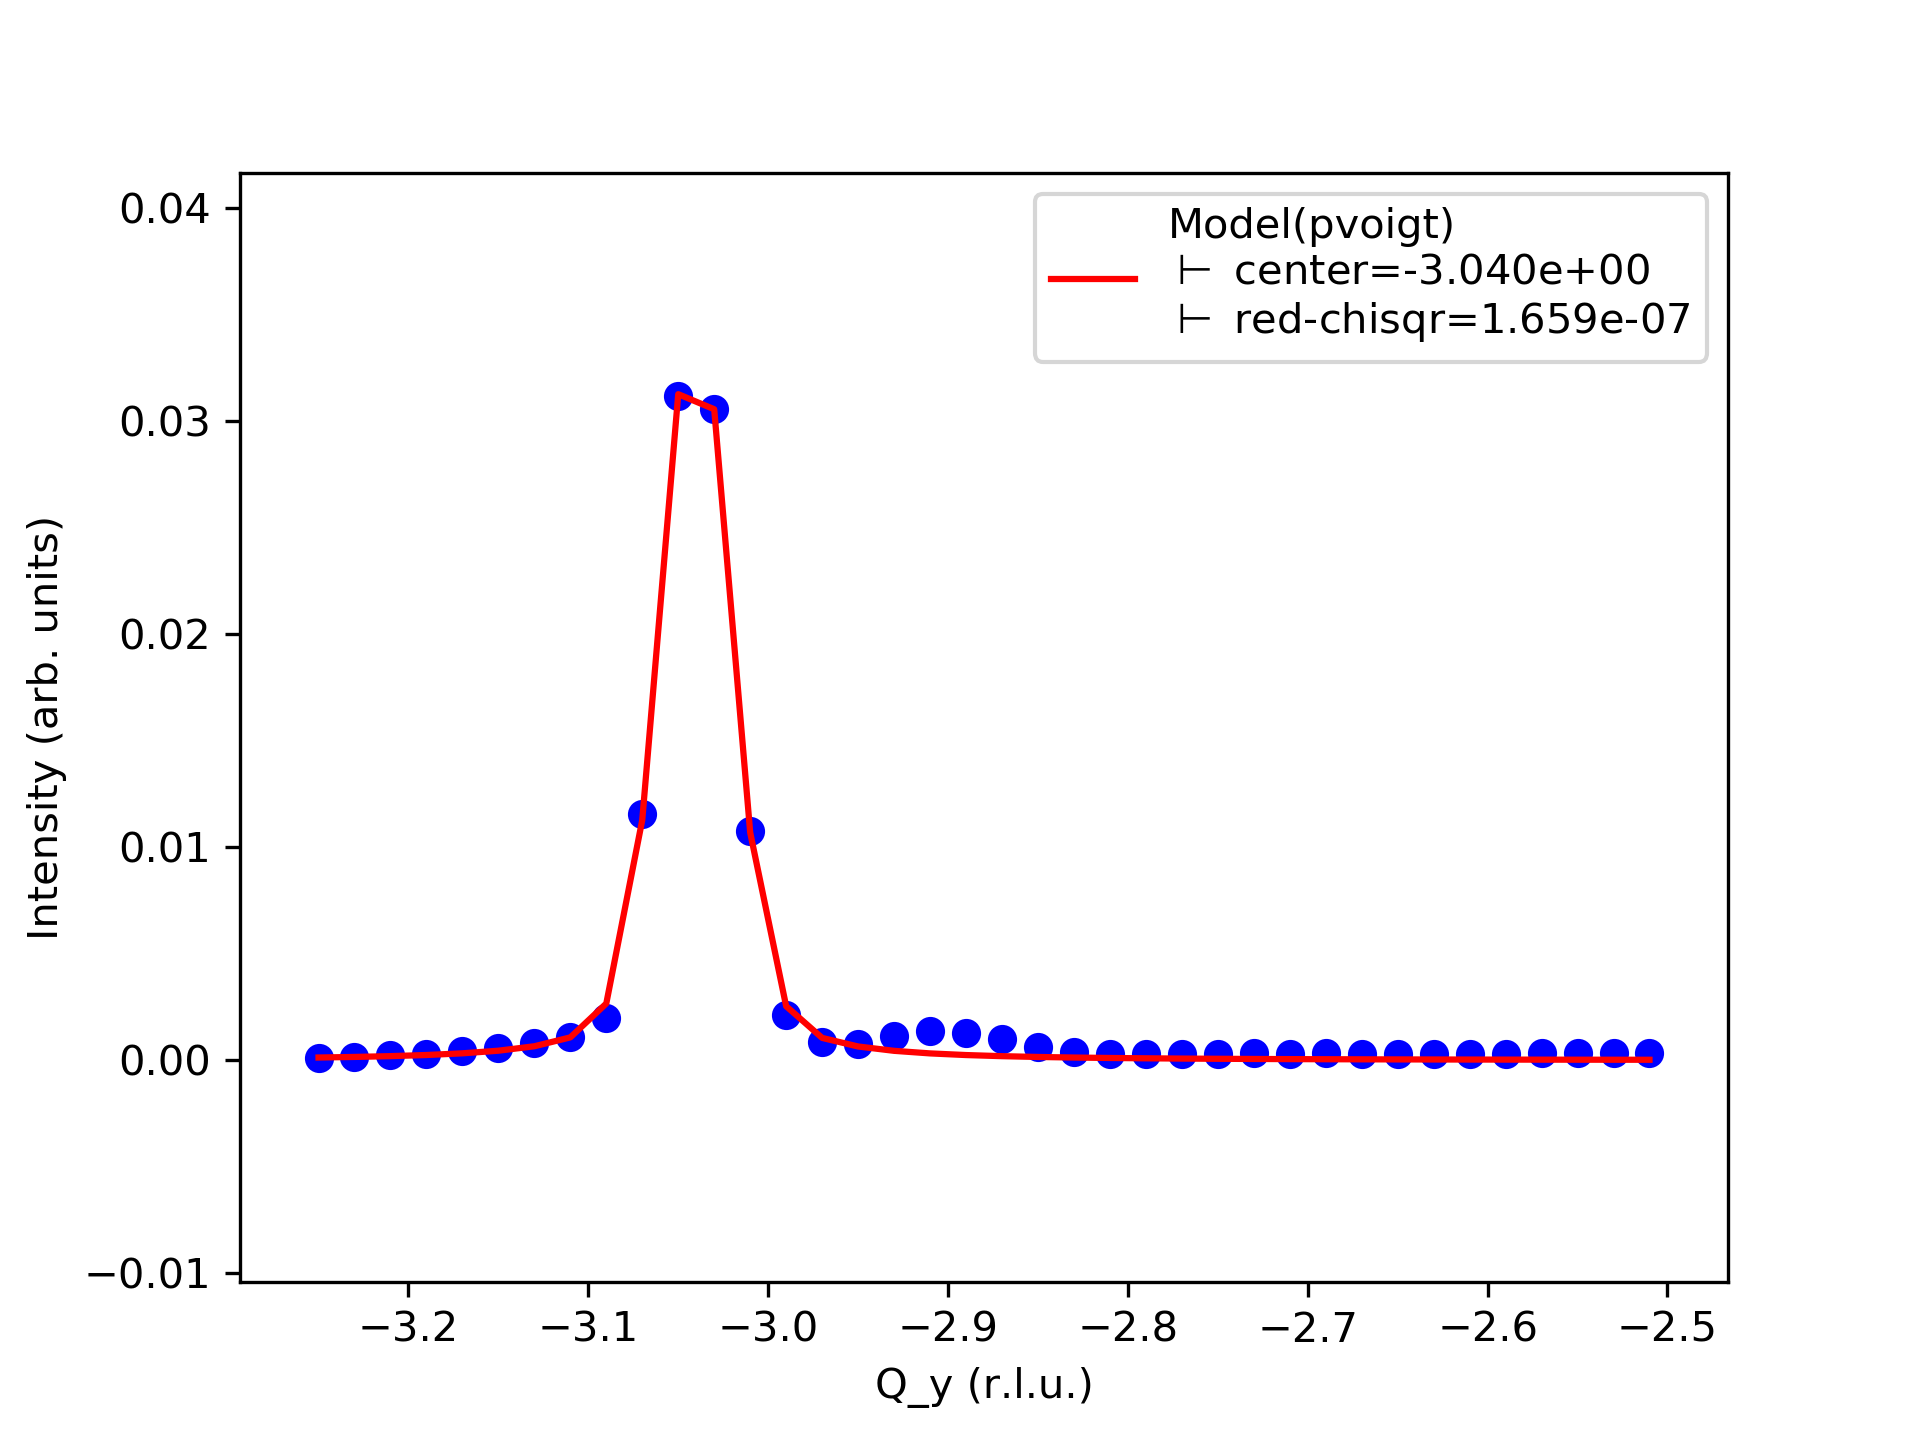 Model(pvoigt)
⊢ center=-3.040e+00
⊢ red-chisqr=1.659e-07
0.04
0.03
0.02
0.01
0.00
−0.01
Intensity (arb. units)
−3.2 −3.1 −3.0 −2.9 −2.8 −2.7 −2.6 −2.5
Q_y (r.l.u.)